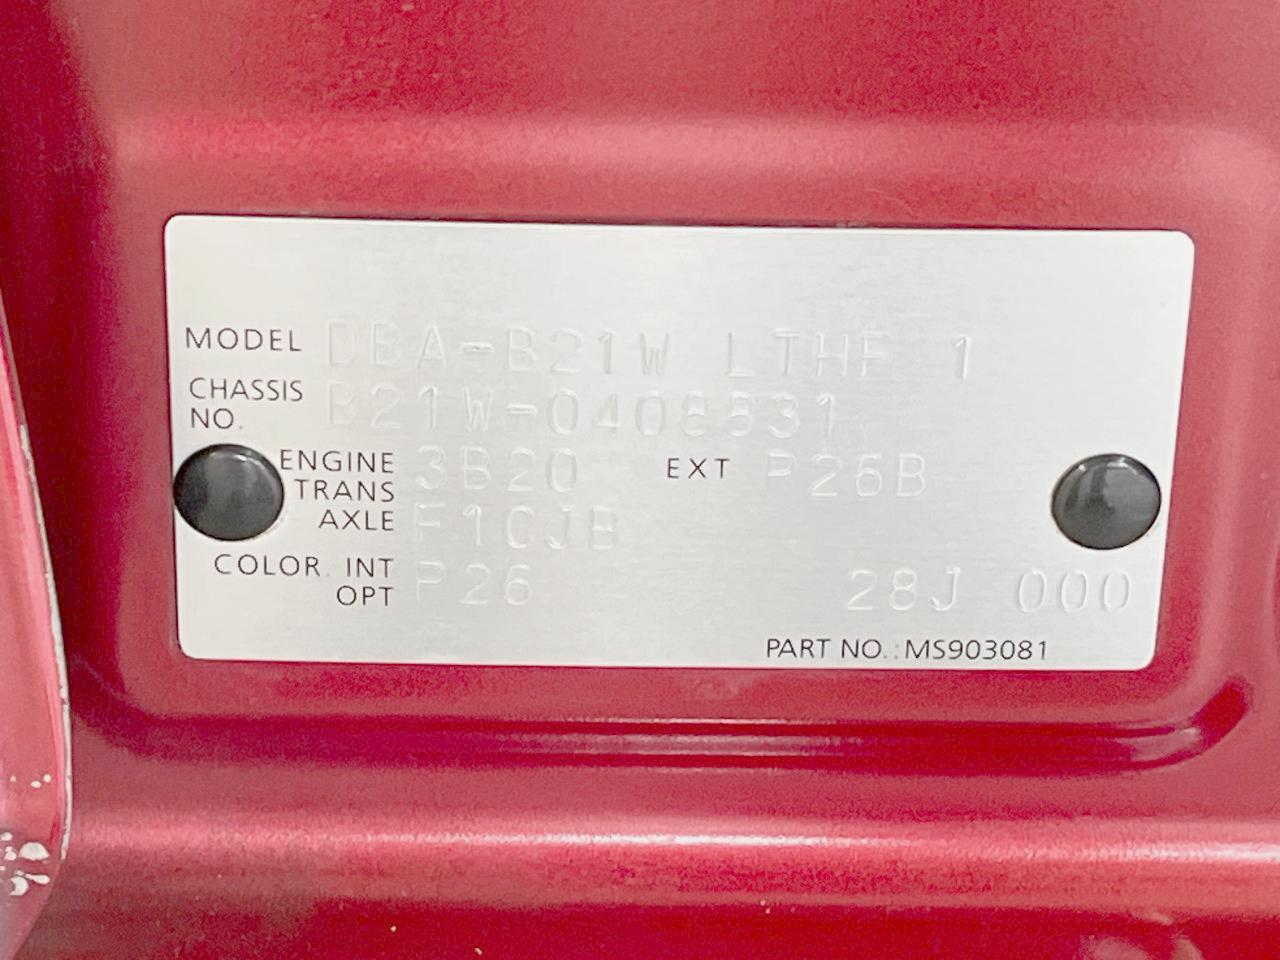 MODEL DBA-B21W LTHF 1
CHASSIS NO. B21W-0408831
ENGINE 3B20 EXT P26B
TRANS AXLE F1CJB
COLOR. INT OPT P26 28J 000
PART NO.: MS903081